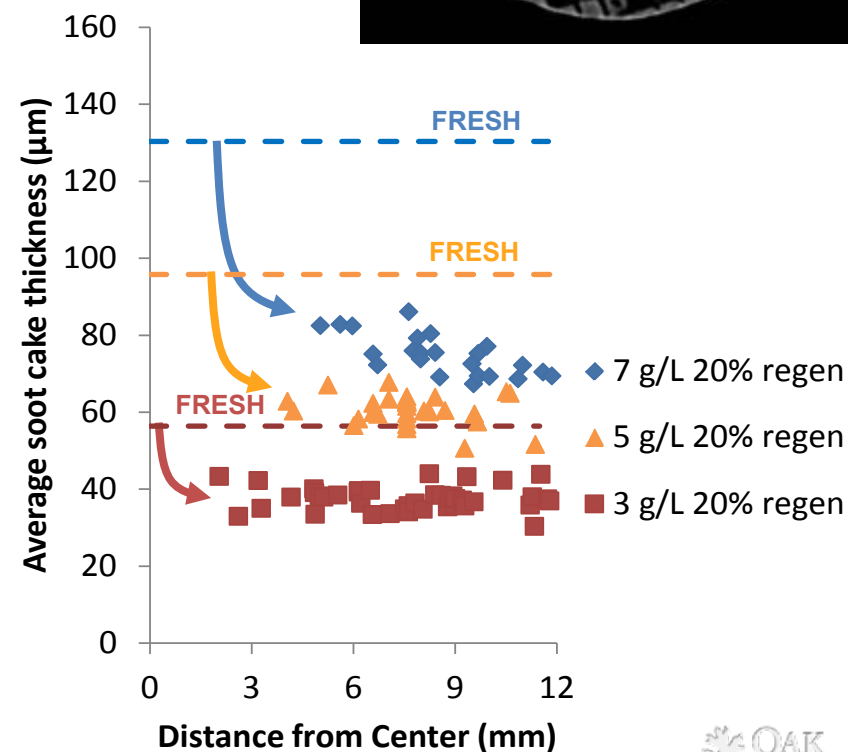 160
140
120
100
80
60
40
20
0
Average soot cake thickness (µm)
FRESH
FRESH
FRESH
7 g/L 20% regen
5 g/L 20% regen
3 g/L 20% regen
0 3 6 9 12
Distance from Center (mm)
OAK